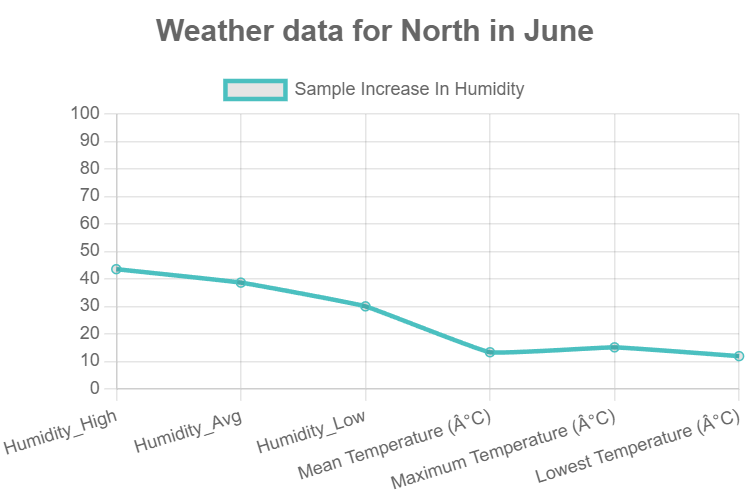 Weather data for North in June
Sample Increase In Humidity
100
90
80
70
60
50
40
30
20
10
0
Humidity_High
Humidity_Avg
Humidity_Low
Mean Temperature (Â°C)
Maximum Temperature (Â°C)
Lowest Temperature (Â°C)